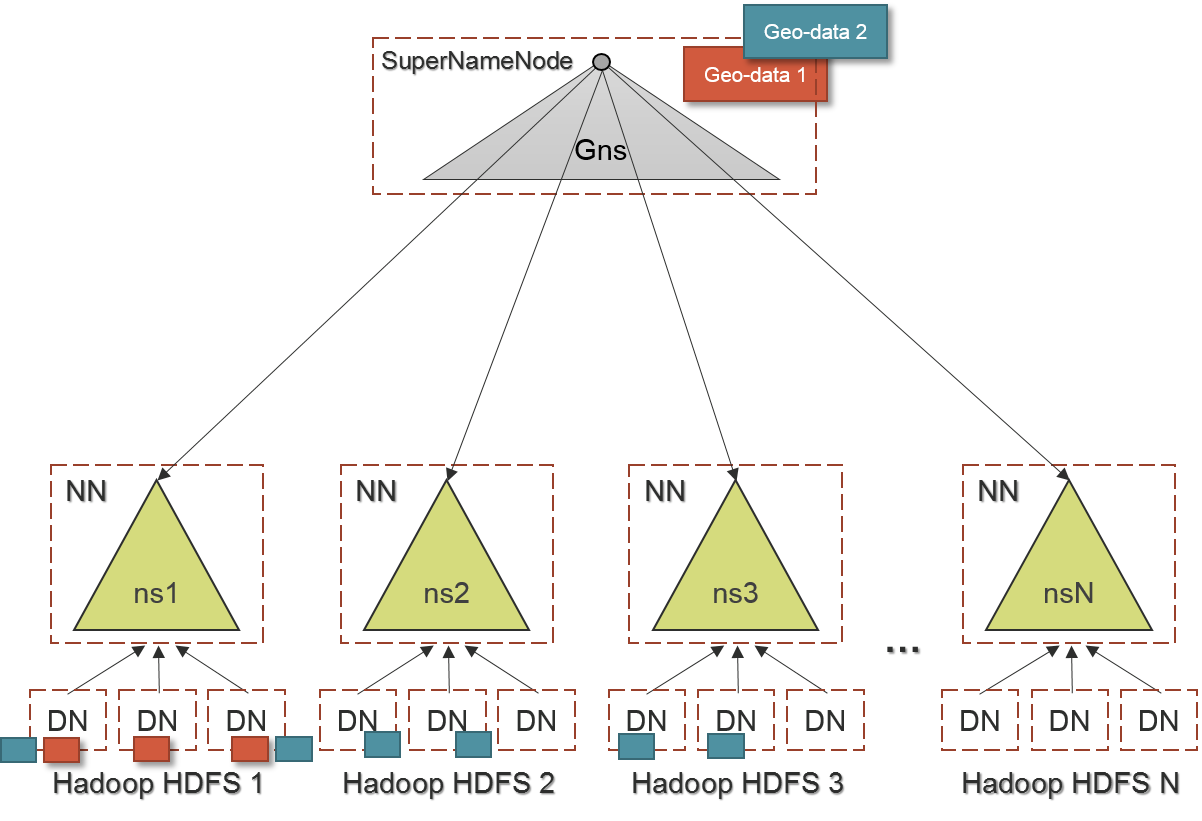 Geo-data 2
SuperNameNode
Geo-data 1
Gns
NN
NN
NN
NN
ns1
ns2
ns3
nsN
...
DN
DN
DN
DN
DN
DN
DN
DN
DN
DN
DN
DN
Hadoop HDFS 1
Hadoop HDFS 2
Hadoop HDFS 3
Hadoop HDFS N